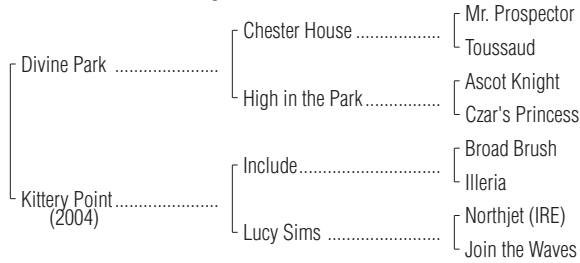 Mr. Prospector
Chester House ..................
Toussaud
Divine Park ......................
Ascot Knight
High in the Park................
Czar's Princess
Broad Brush
Include..............................
Illeria
Kittery Point......................
(2004)
Northjet (IRE)
Lucy Sims ........................
Join the Waves